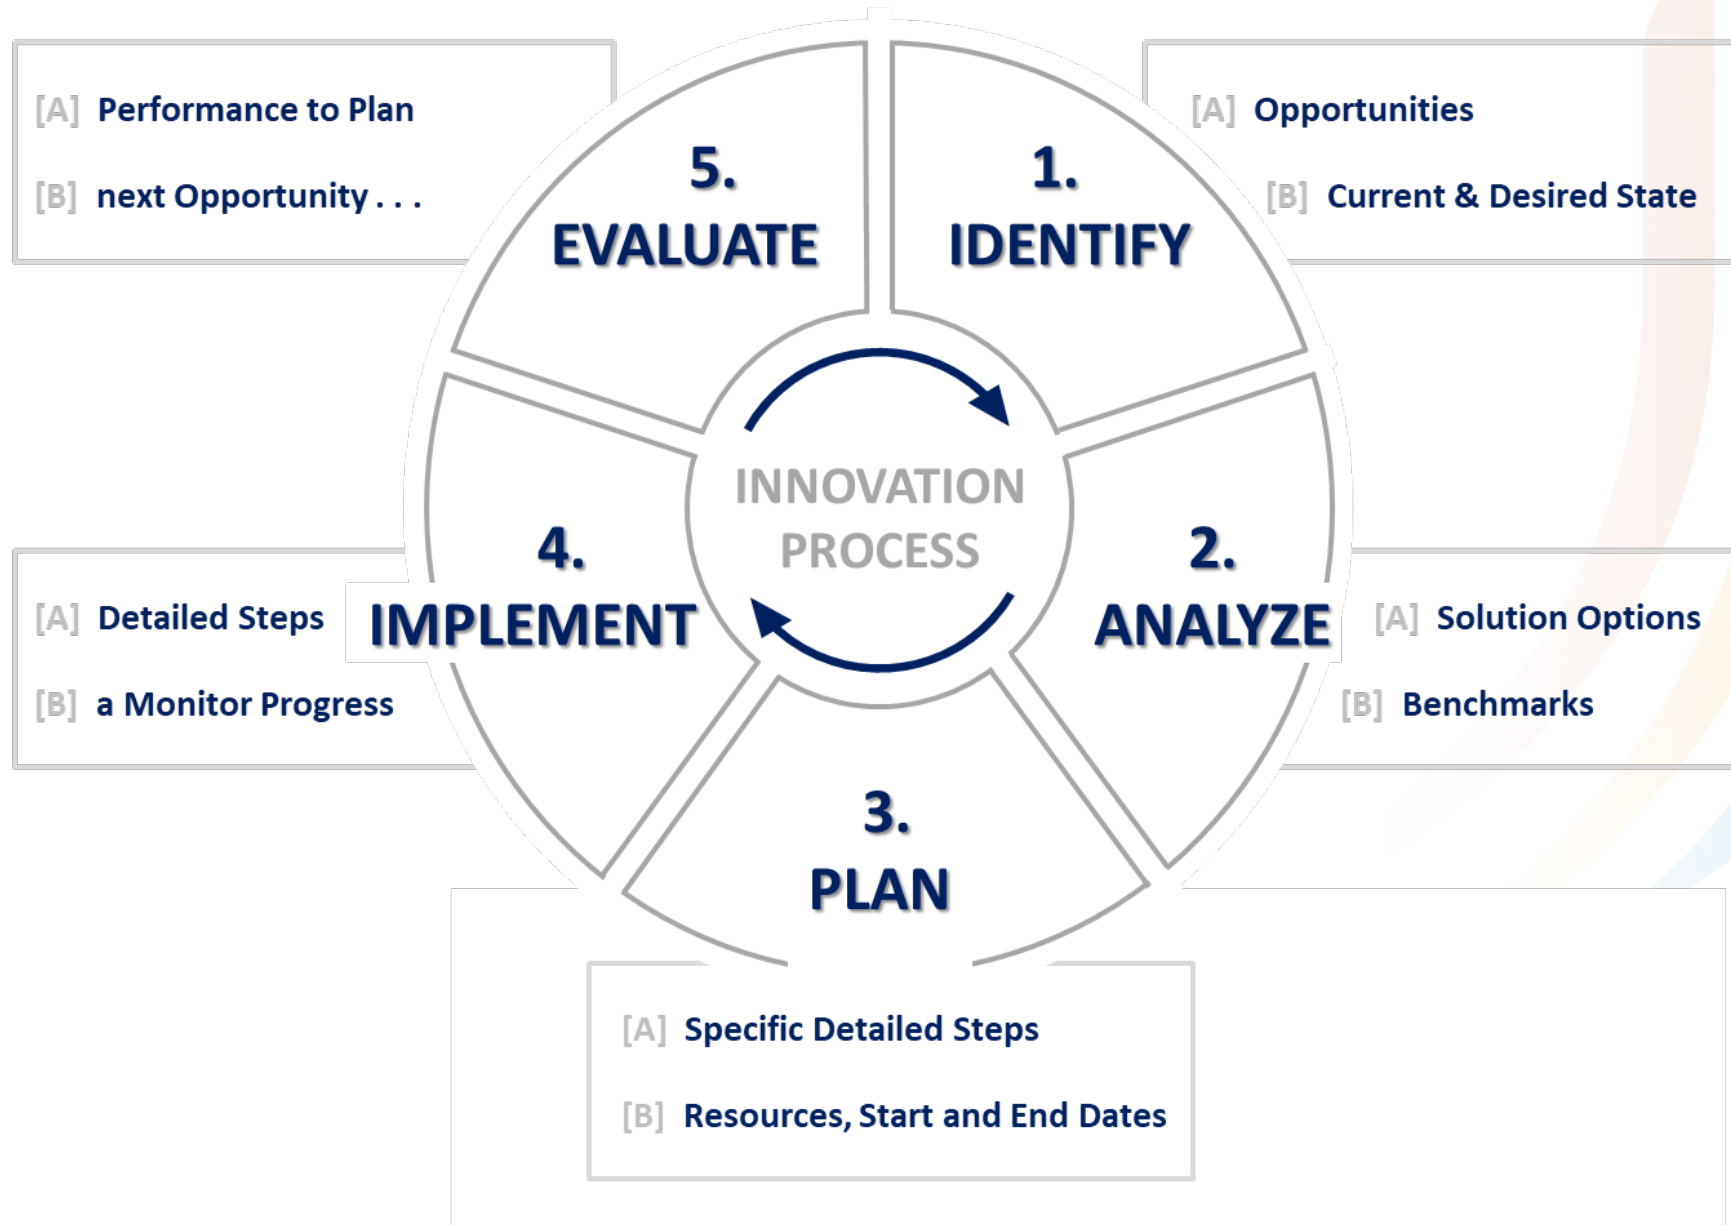 [A] Performance to Plan
[B] next Opportunity . . .
5.
EVALUATE
1.
IDENTIFY
[A] Opportunities
[B] Current & Desired State
INNOVATION
PROCESS
4.
IMPLEMENT
[A] Detailed Steps
[B] a Monitor Progress
2.
ANALYZE
[A] Solution Options
[B] Benchmarks
3.
PLAN
[A] Specific Detailed Steps
[B] Resources, Start and End Dates